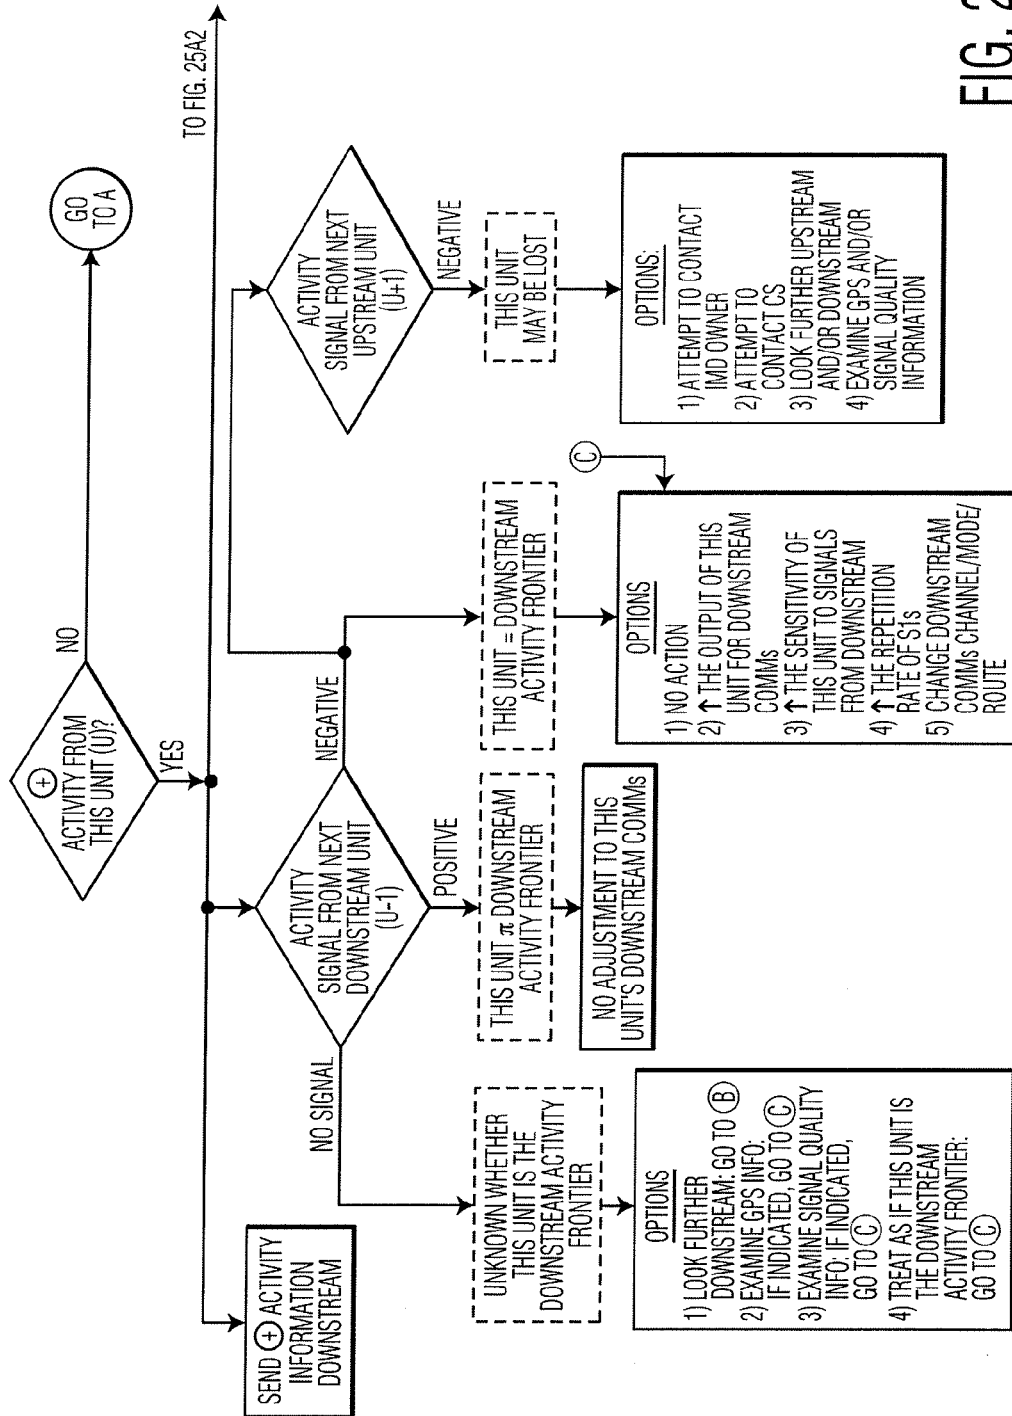 ⊕
ACTIVITY FROM
THIS UNIT (U)?
NO
GO
TO A
YES
TO FIG. 25A2
SEND ⊕ ACTIVITY
INFORMATION
DOWNSTREAM
ACTIVITY
SIGNAL FROM NEXT
DOWNSTREAM UNIT
(U-1)
NO SIGNAL
POSITIVE
NEGATIVE
ACTIVITY
SIGNAL FROM NEXT
UPSTREAM UNIT
(U+1)
NEGATIVE
UNKNOWN WHETHER
THIS UNIT IS THE
DOWNSTREAM ACTIVITY
FRONTIER
THIS UNIT π DOWNSTREAM
ACTIVITY FRONTIER
THIS UNIT = DOWNSTREAM
ACTIVITY FRONTIER
THIS UNIT
MAY BE LOST
OPTIONS
1) LOOK FURTHER
DOWNSTREAM: GO TO B
2) EXAMINE GPS INFO:
IF INDICATED, GO TO C
3) EXAMINE SIGNAL QUALITY
INFO: IF INDICATED,
GO TO C
4) TREAT AS IF THIS UNIT IS
THE DOWNSTREAM
ACTIVITY FRONTIER:
GO TO C
NO ADJUSTMENT TO THIS
UNIT'S DOWNSTREAM COMMs
C
OPTIONS
1) NO ACTION
2) ↑ THE OUTPUT OF THIS
UNIT FOR DOWNSTREAM
COMMs
3) ↑ THE SENSITIVITY OF
THIS UNIT TO SIGNALS
FROM DOWNSTREAM
4) ↑ THE REPETITION
RATE OF S1s
5) CHANGE DOWNSTREAM
COMMs CHANNEL/MODE/
ROUTE
OPTIONS:
1) ATTEMPT TO CONTACT
IMD OWNER
2) ATTEMPT TO
CONTACT CS
3) LOOK FURTHER UPSTREAM
AND/OR DOWNSTREAM
4) EXAMINE GPS AND/OR
SIGNAL QUALITY
INFORMATION
FIG. 2